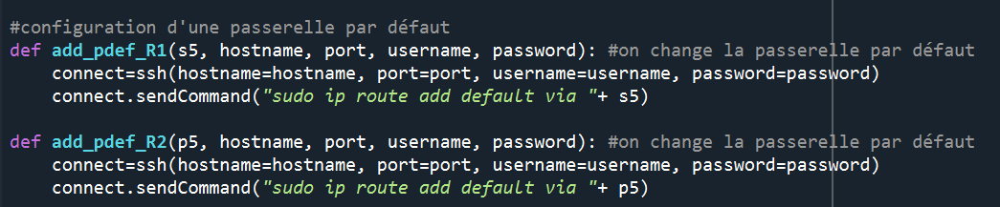 #configuration d'une passerelle par défaut
def add_pdef_R1(s5, hostname, port, username, password): #on change la passerelle par défaut
    connect=ssh(hostname=hostname, port=port, username=username, password=password)
    connect.sendCommand("sudo ip route add default via "+ s5)
def add_pdef_R2(p5, hostname, port, username, password): #on change la passerelle par défaut
    connect=ssh(hostname=hostname, port=port, username=username, password=password)
    connect.sendCommand("sudo ip route add default via "+ p5)